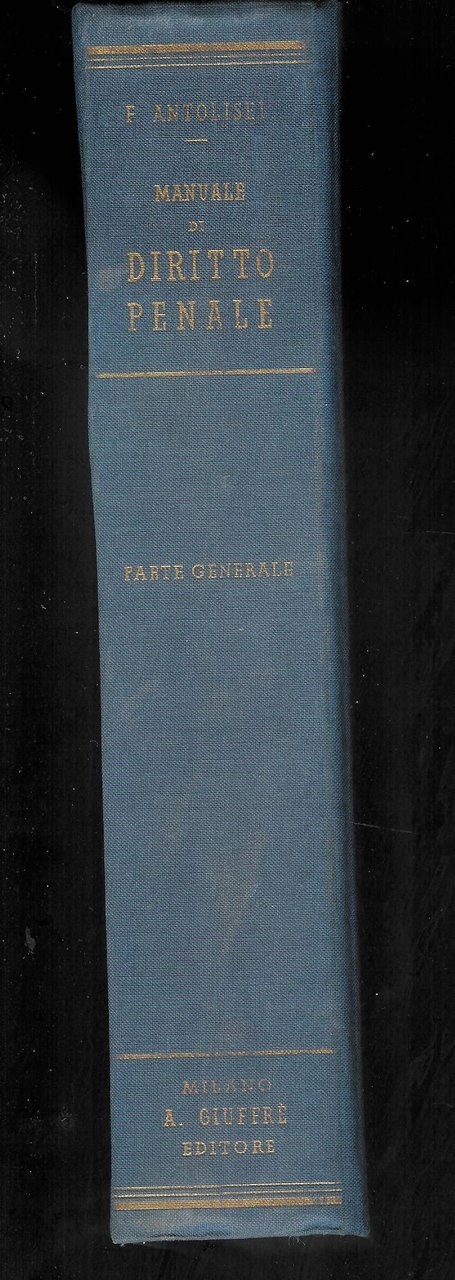 F ANTOLISEI
MANUALE
DI
DIRITTO
PENALE
PARTE GENERALE
MILANO
A. GIUFFRÈ
EDITORE